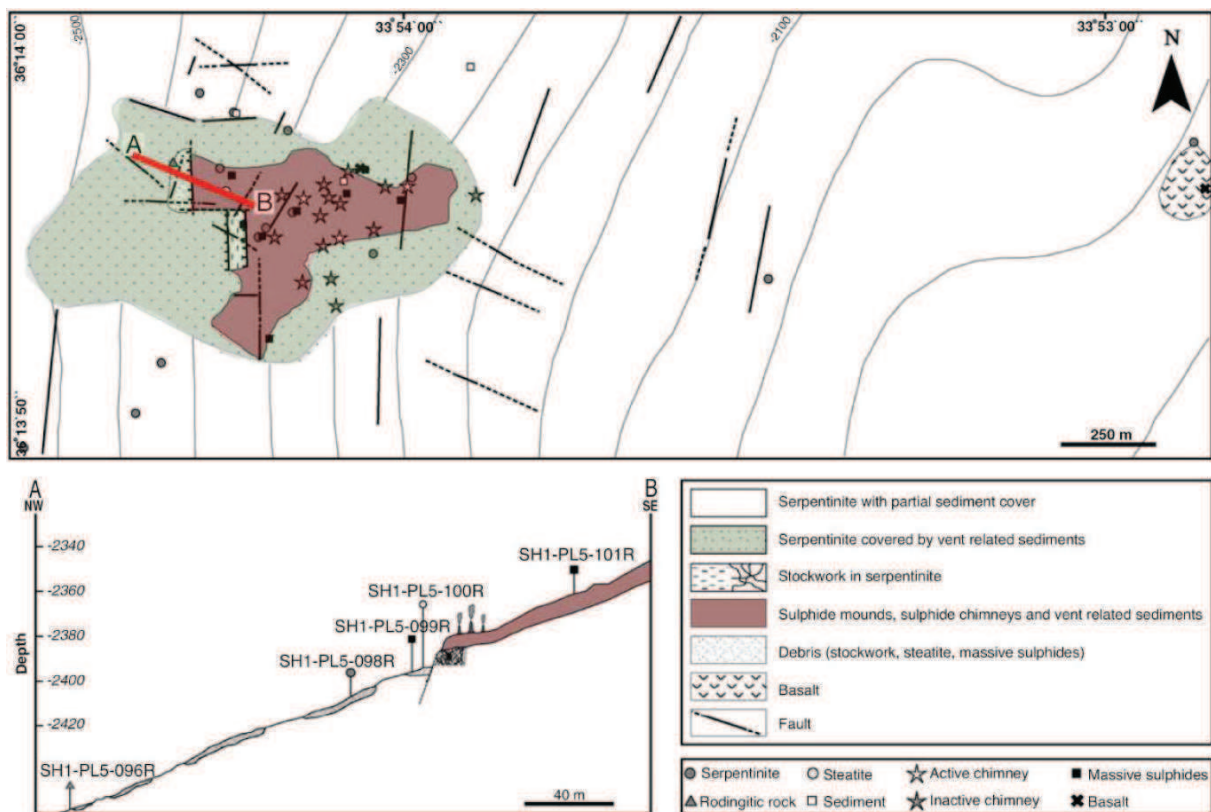 33°54´00´´
33°53´00´´
36°14´00´´
-2500
-2300
-2100
N
A
B
36°13´50´´
250 m
A
NW
B
SE
-2340
-2360
-2380
-2400
-2420
Depth
SH1-PL5-101R
SH1-PL5-100R
SH1-PL5-099R
SH1-PL5-098R
SH1-PL5-096R
40 m
Serpentinite with partial sediment cover
Serpentinite covered by vent related sediments
Stockwork in serpentinite
Sulphide mounds, sulphide chimneys and vent related sediments
Debris (stockwork, steatite, massive sulphides)
Basalt
Fault
Serpentinite Steatite Active chimney Massive sulphides
Rodingitic rock Sediment Inactive chimney Basalt